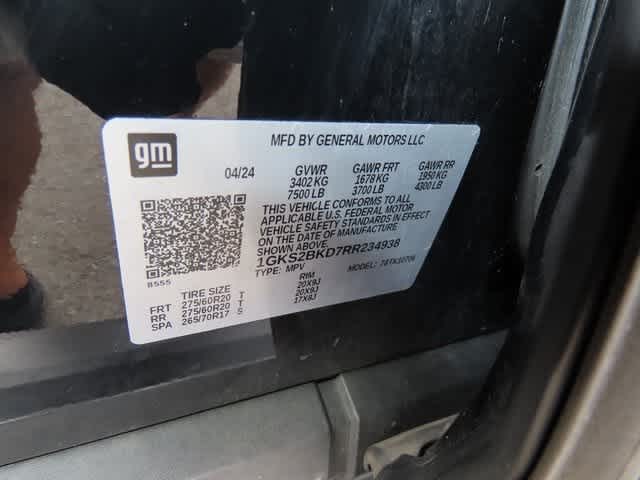 gm
MFD BY GENERAL MOTORS LLC
04/24 GVWR GAWR FRT GAWR RR
3402 KG 1678 KG 1950 KG
7500 LB 3700 LB 4300 LB
THIS VEHICLE CONFORMS TO ALL
APPLICABLE U.S. FEDERAL MOTOR
VEHICLE SAFETY STANDARDS IN
EFFECT ON THE DATE OF MANUFACTURE
SHOWN ABOVE.
1GKS2BKD7RR234938
TYPE: MPV MODEL:
B555
TIRE SIZE RIM
FRT 275/60R20 T 20X9J
RR 275/60R20 T 20X9J
SPA 265/70R17 S 17X8J